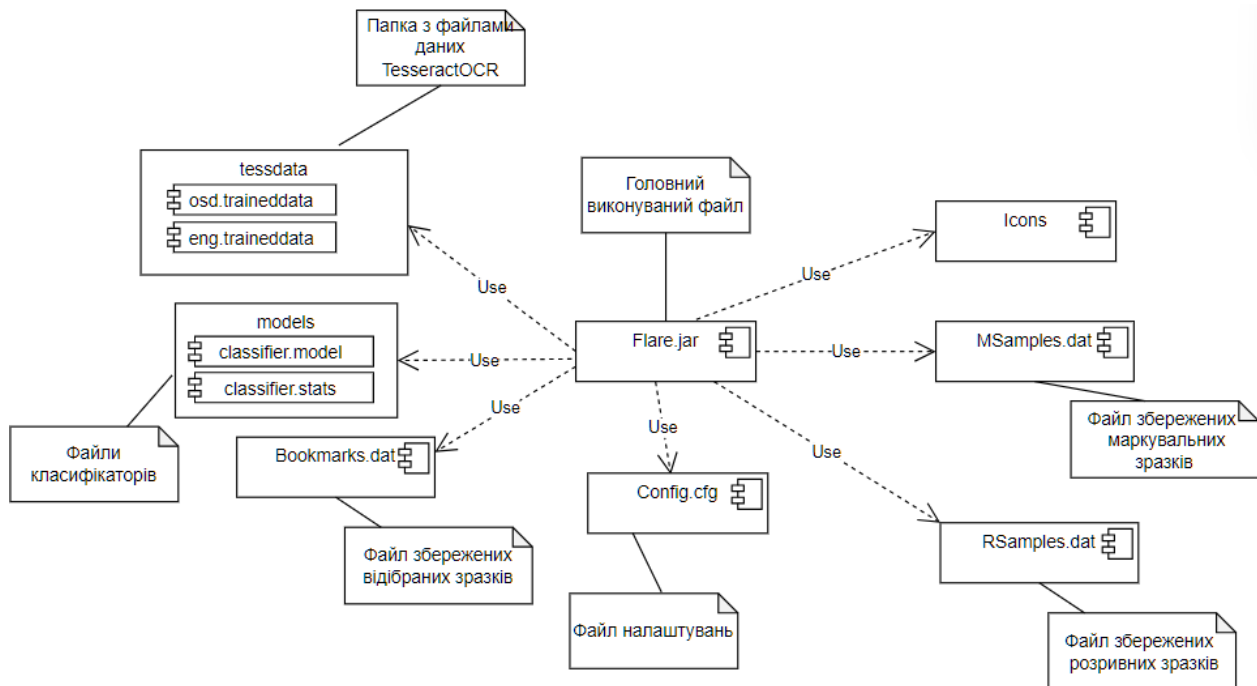 Папка з файлами
даних
TesseractOCR
tessdata
osd.traineddata
eng.traineddata
Головний
виконуваний файл
Icons
Use
Use
models
classifier.model
classifier.stats
Flare.jar
MSamples.dat
Use
Use
Use
Use
Use
Файли
класифікаторів
Bookmarks.dat
Config.cfg
Файл збережених
маркувальних
зразків
Файл збережених
відібраних зразків
RSamples.dat
Файл налаштувань
Файл збережених
розривних зразків